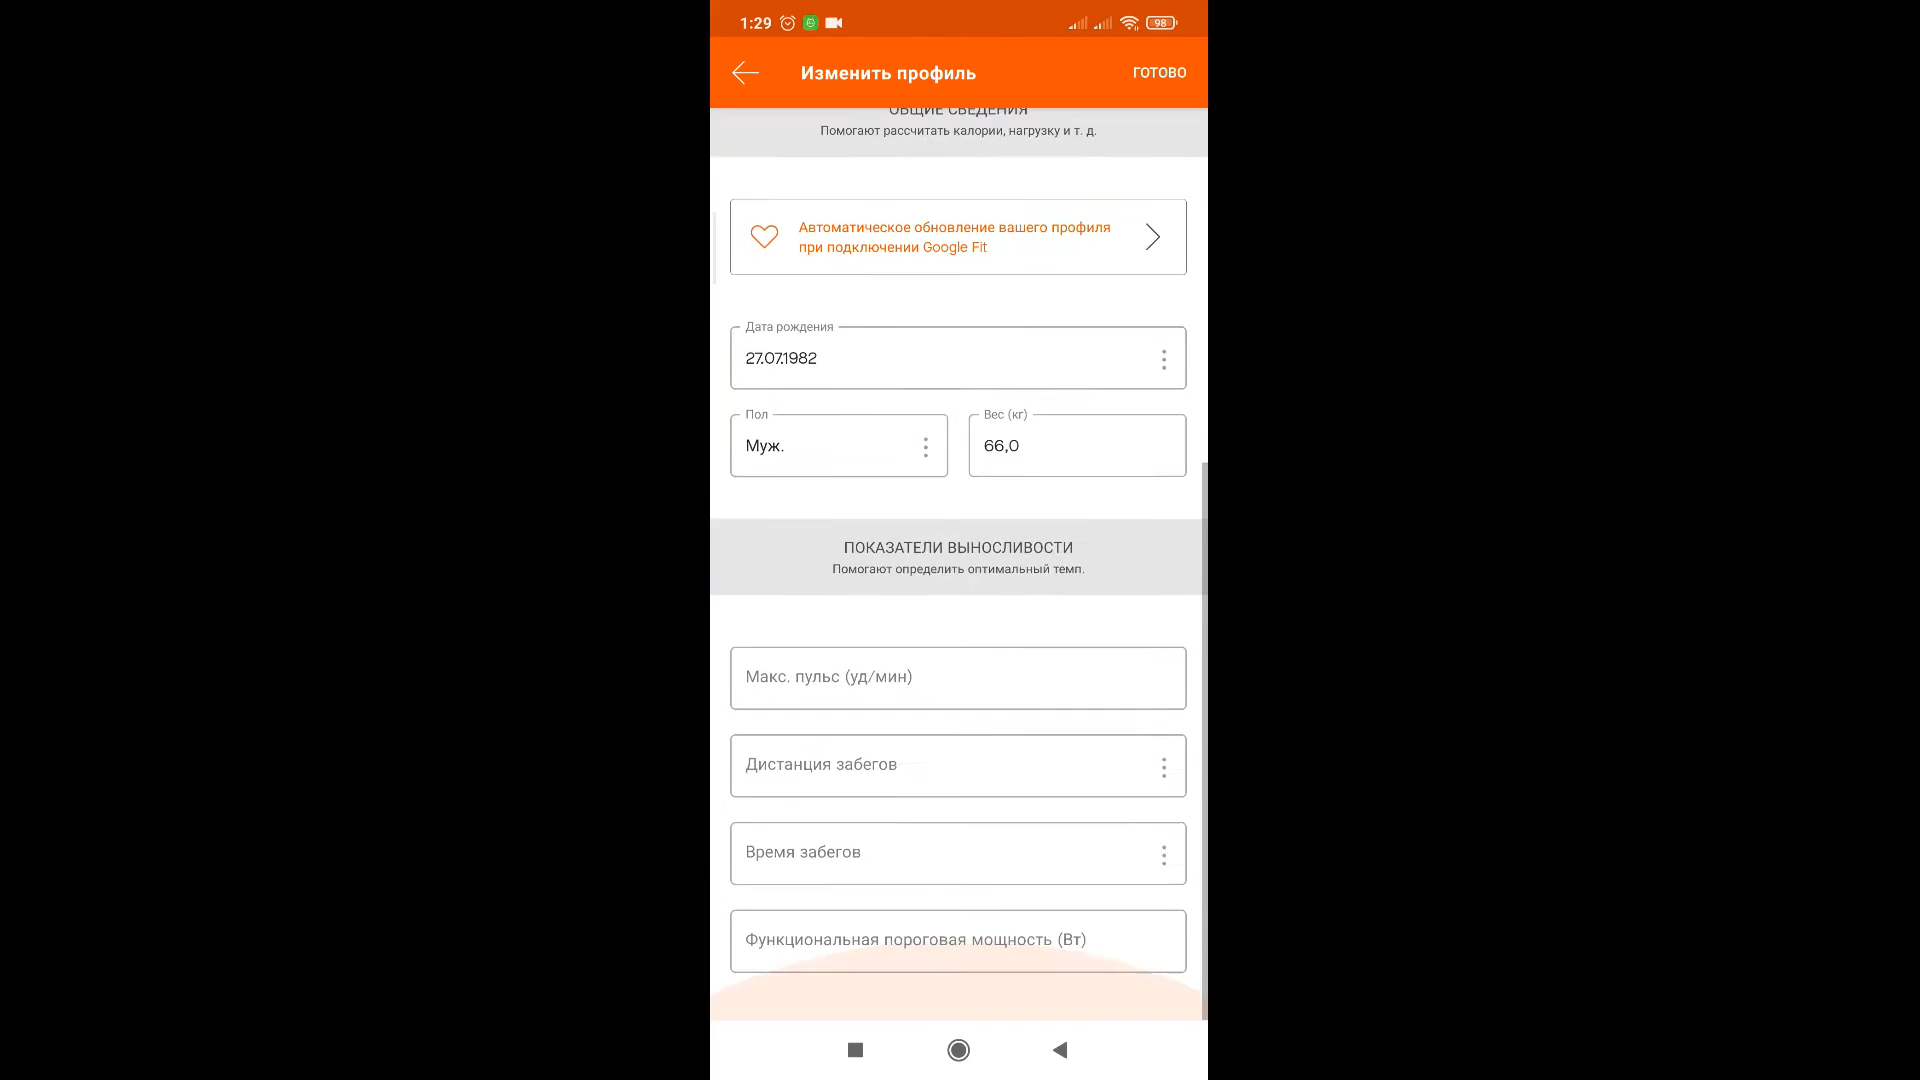 1:29
98
Изменить профиль
ГОТОВО
ОБЩИЕ СВЕДЕНИЯ
Помогают рассчитать калории, нагрузку и т. д.
Автоматическое обновление вашего профиля
при подключении Google Fit
Дата рождения
27.07.1982
Пол
Вес (кг)
Муж.
66,0
ПОКАЗАТЕЛИ ВЫНОСЛИВОСТИ
Помогают определить оптимальный темп.
Макс. пульс (уд/мин)
Дистанция забегов
Время забегов
Функциональная пороговая мощность (Вт)